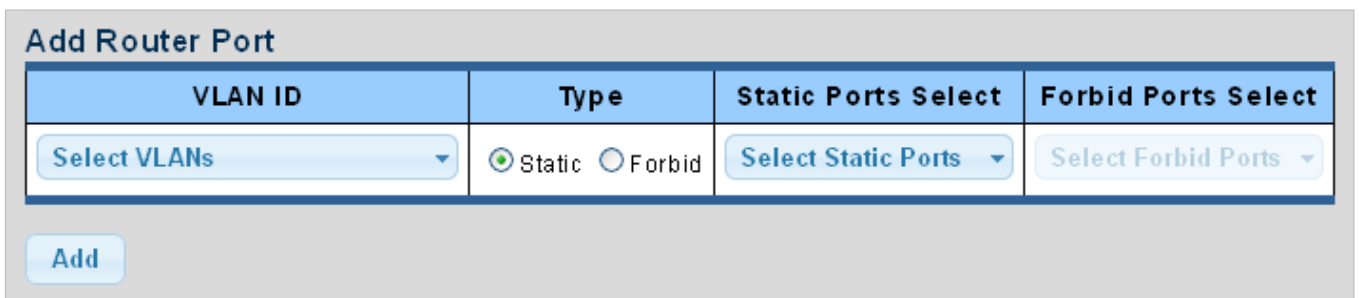 Add Router Port
VLAN ID Type Static Ports Select Forbid Ports Select
Select VLANs Static Forbid Select Static Ports Select Forbid Ports
Add